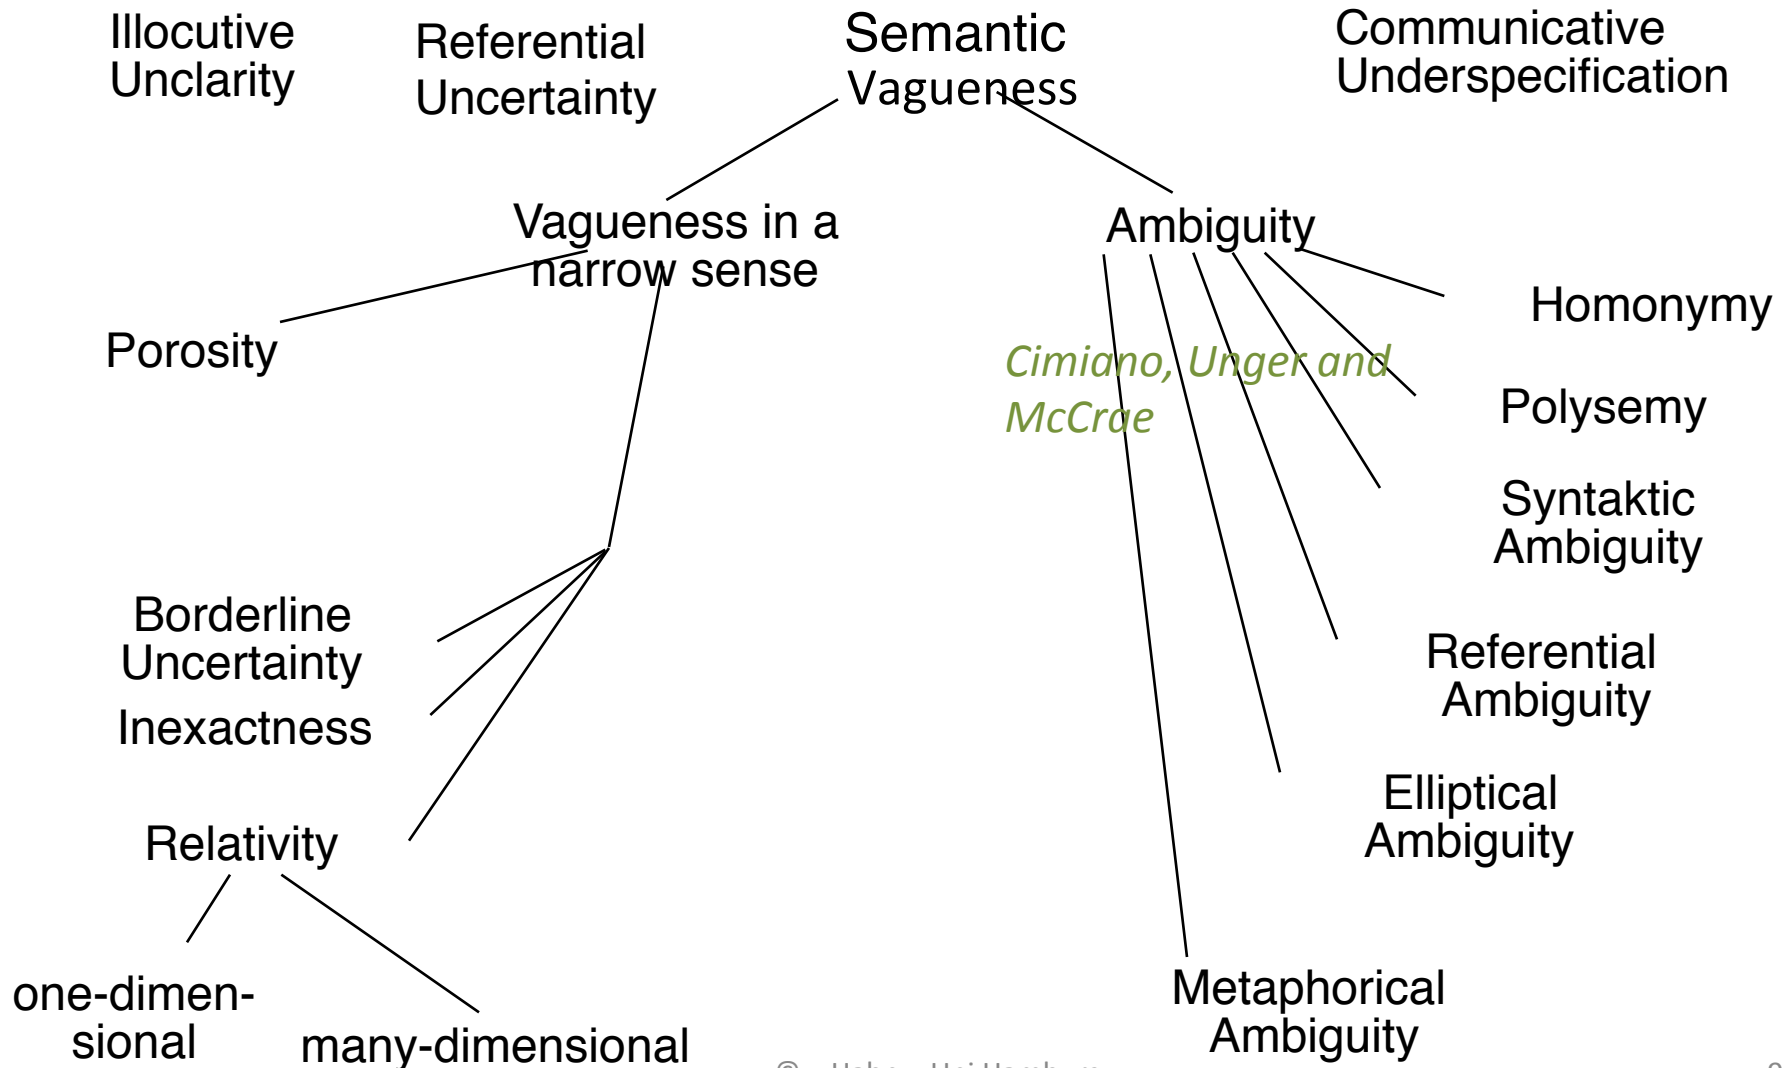 Illocutive
Unclarity
Referential
Uncertainty
Semantic
Vagueness
Communicative
Underspecification
Vagueness in a
narrow sense
Ambiguity
Porosity
Homonymy
Cimiano, Unger and
McCrae
Polysemy
Syntaktic
Ambiguity
Borderline
Uncertainty
Inexactness
Referential
Ambiguity
Elliptical
Ambiguity
Relativity
one-dimen-
sional
many-dimensional
Metaphorical
Ambiguity